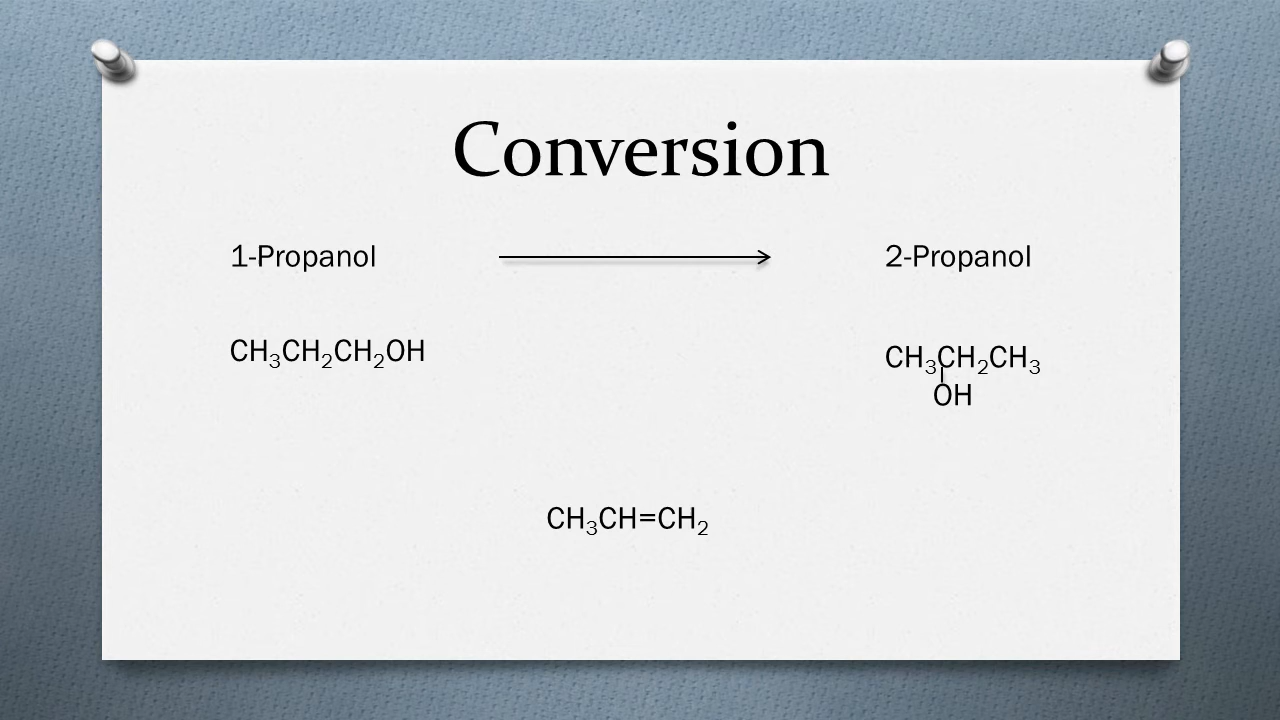 Conversion
1-Propanol 2-Propanol
CH₃CH₂CH₂OH
CH₃CH₂CH₃
OH
CH₃CH=CH₂